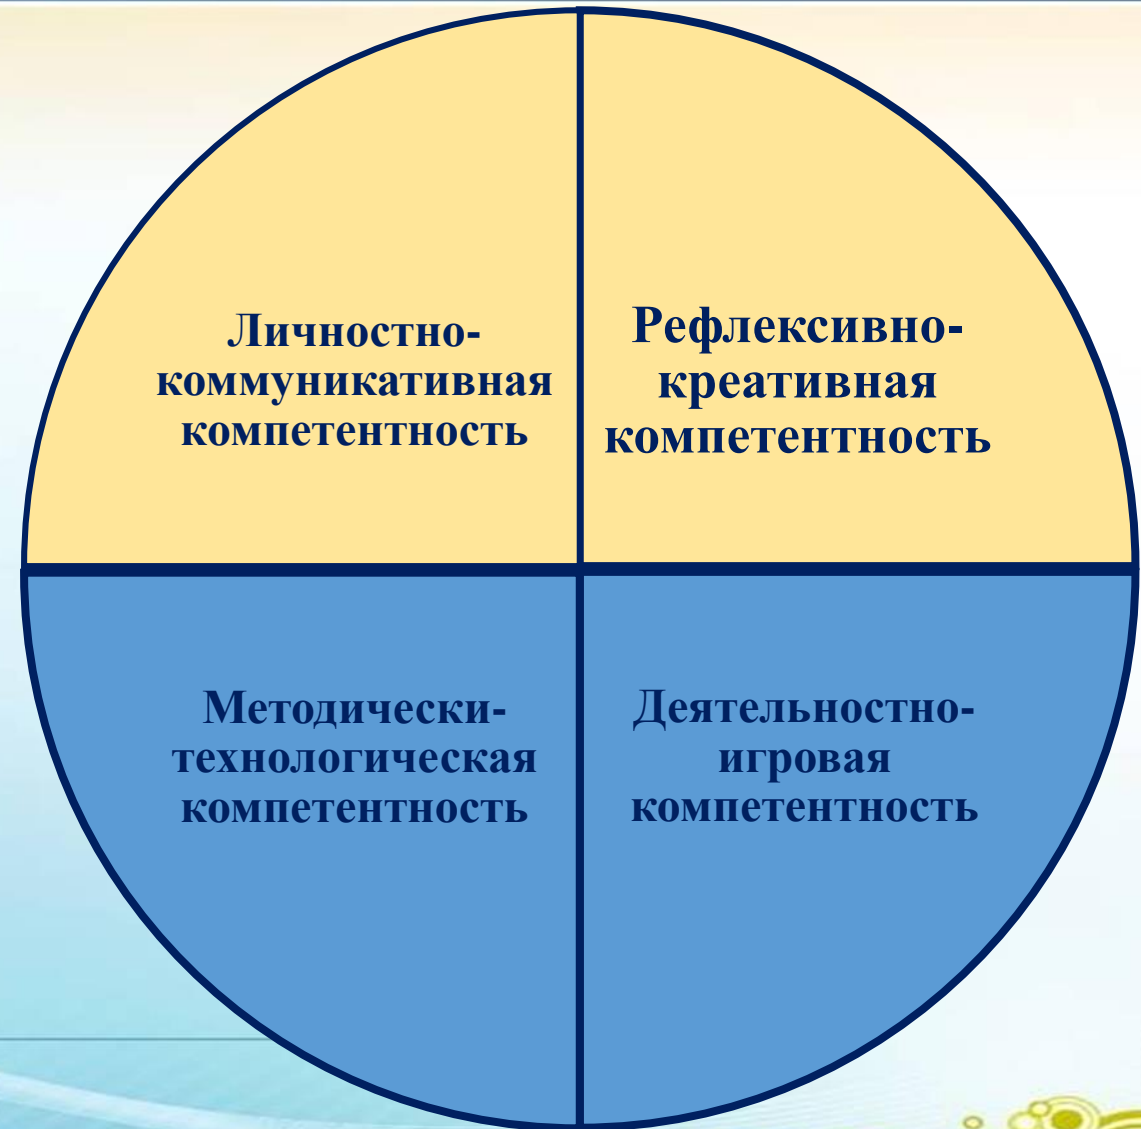 Личностно-
коммуникативная
компетентность
Рефлексивно-
креативная
компетентность
Методически-
технологическая
компетентность
Деятельностно-
игровая
компетентность